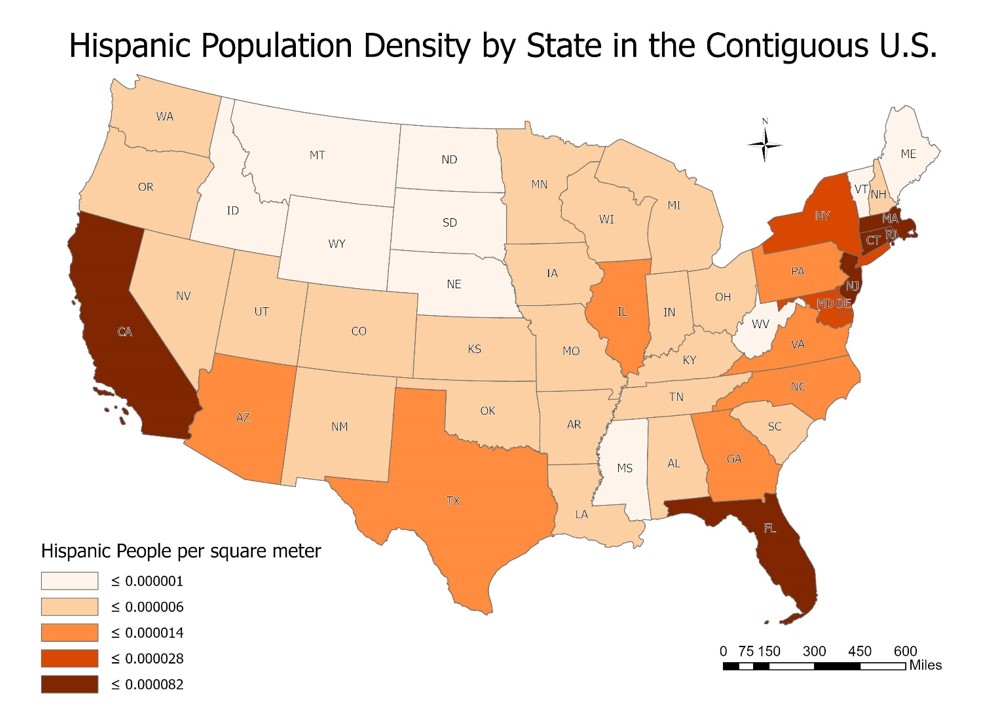 Hispanic Population Density by State in the Contiguous U.S.
WA
MT
ND
MN
ME
VT
NH
OR
ID
SD
WI
MI
NY
MA
WY
CT
RI
NE
IA
PA
NJ
NV
UT
CO
IL
IN
OH
MD
DE
CA
KS
MO
WV
KY
VA
AZ
NM
OK
AR
TN
NC
SC
TX
MS
AL
GA
LA
FL
N
Hispanic People per square meter
≤ 0.000001
≤ 0.000006
≤ 0.000014
≤ 0.000028
≤ 0.000082
0 75 150 300 450 600
Miles